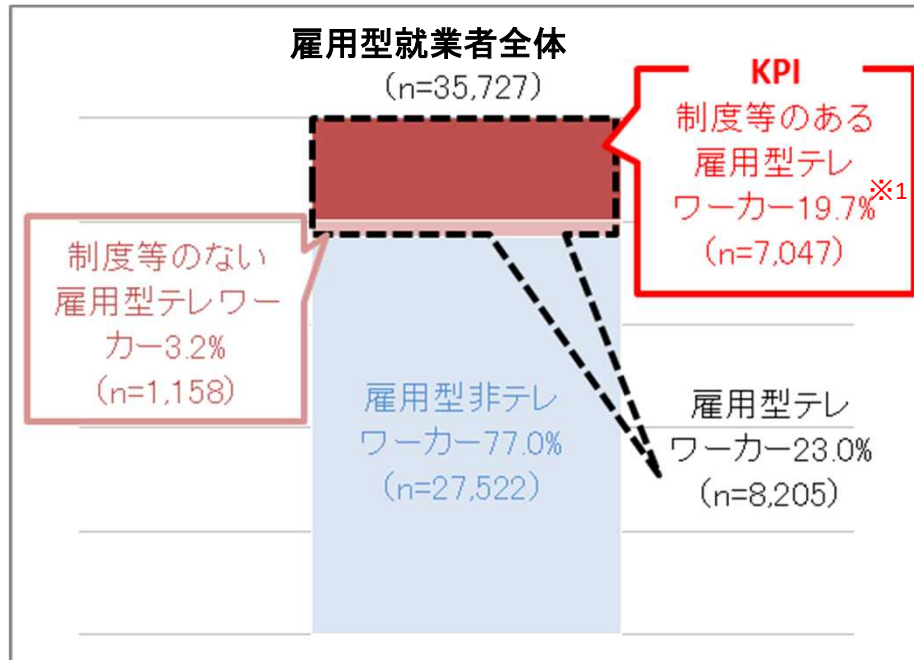 雇用型就業者全体
(n=35,727)
KPI
制度等のある
雇用型テレ
ワーカー19.7%※1
(n=7,047)
制度等のない
雇用型テレワー
カー3.2%
(n=1,158)
雇用型非テレ
ワーカー77.0%
(n=27,522)
雇用型テレ
ワーカー23.0%
(n=8,205)